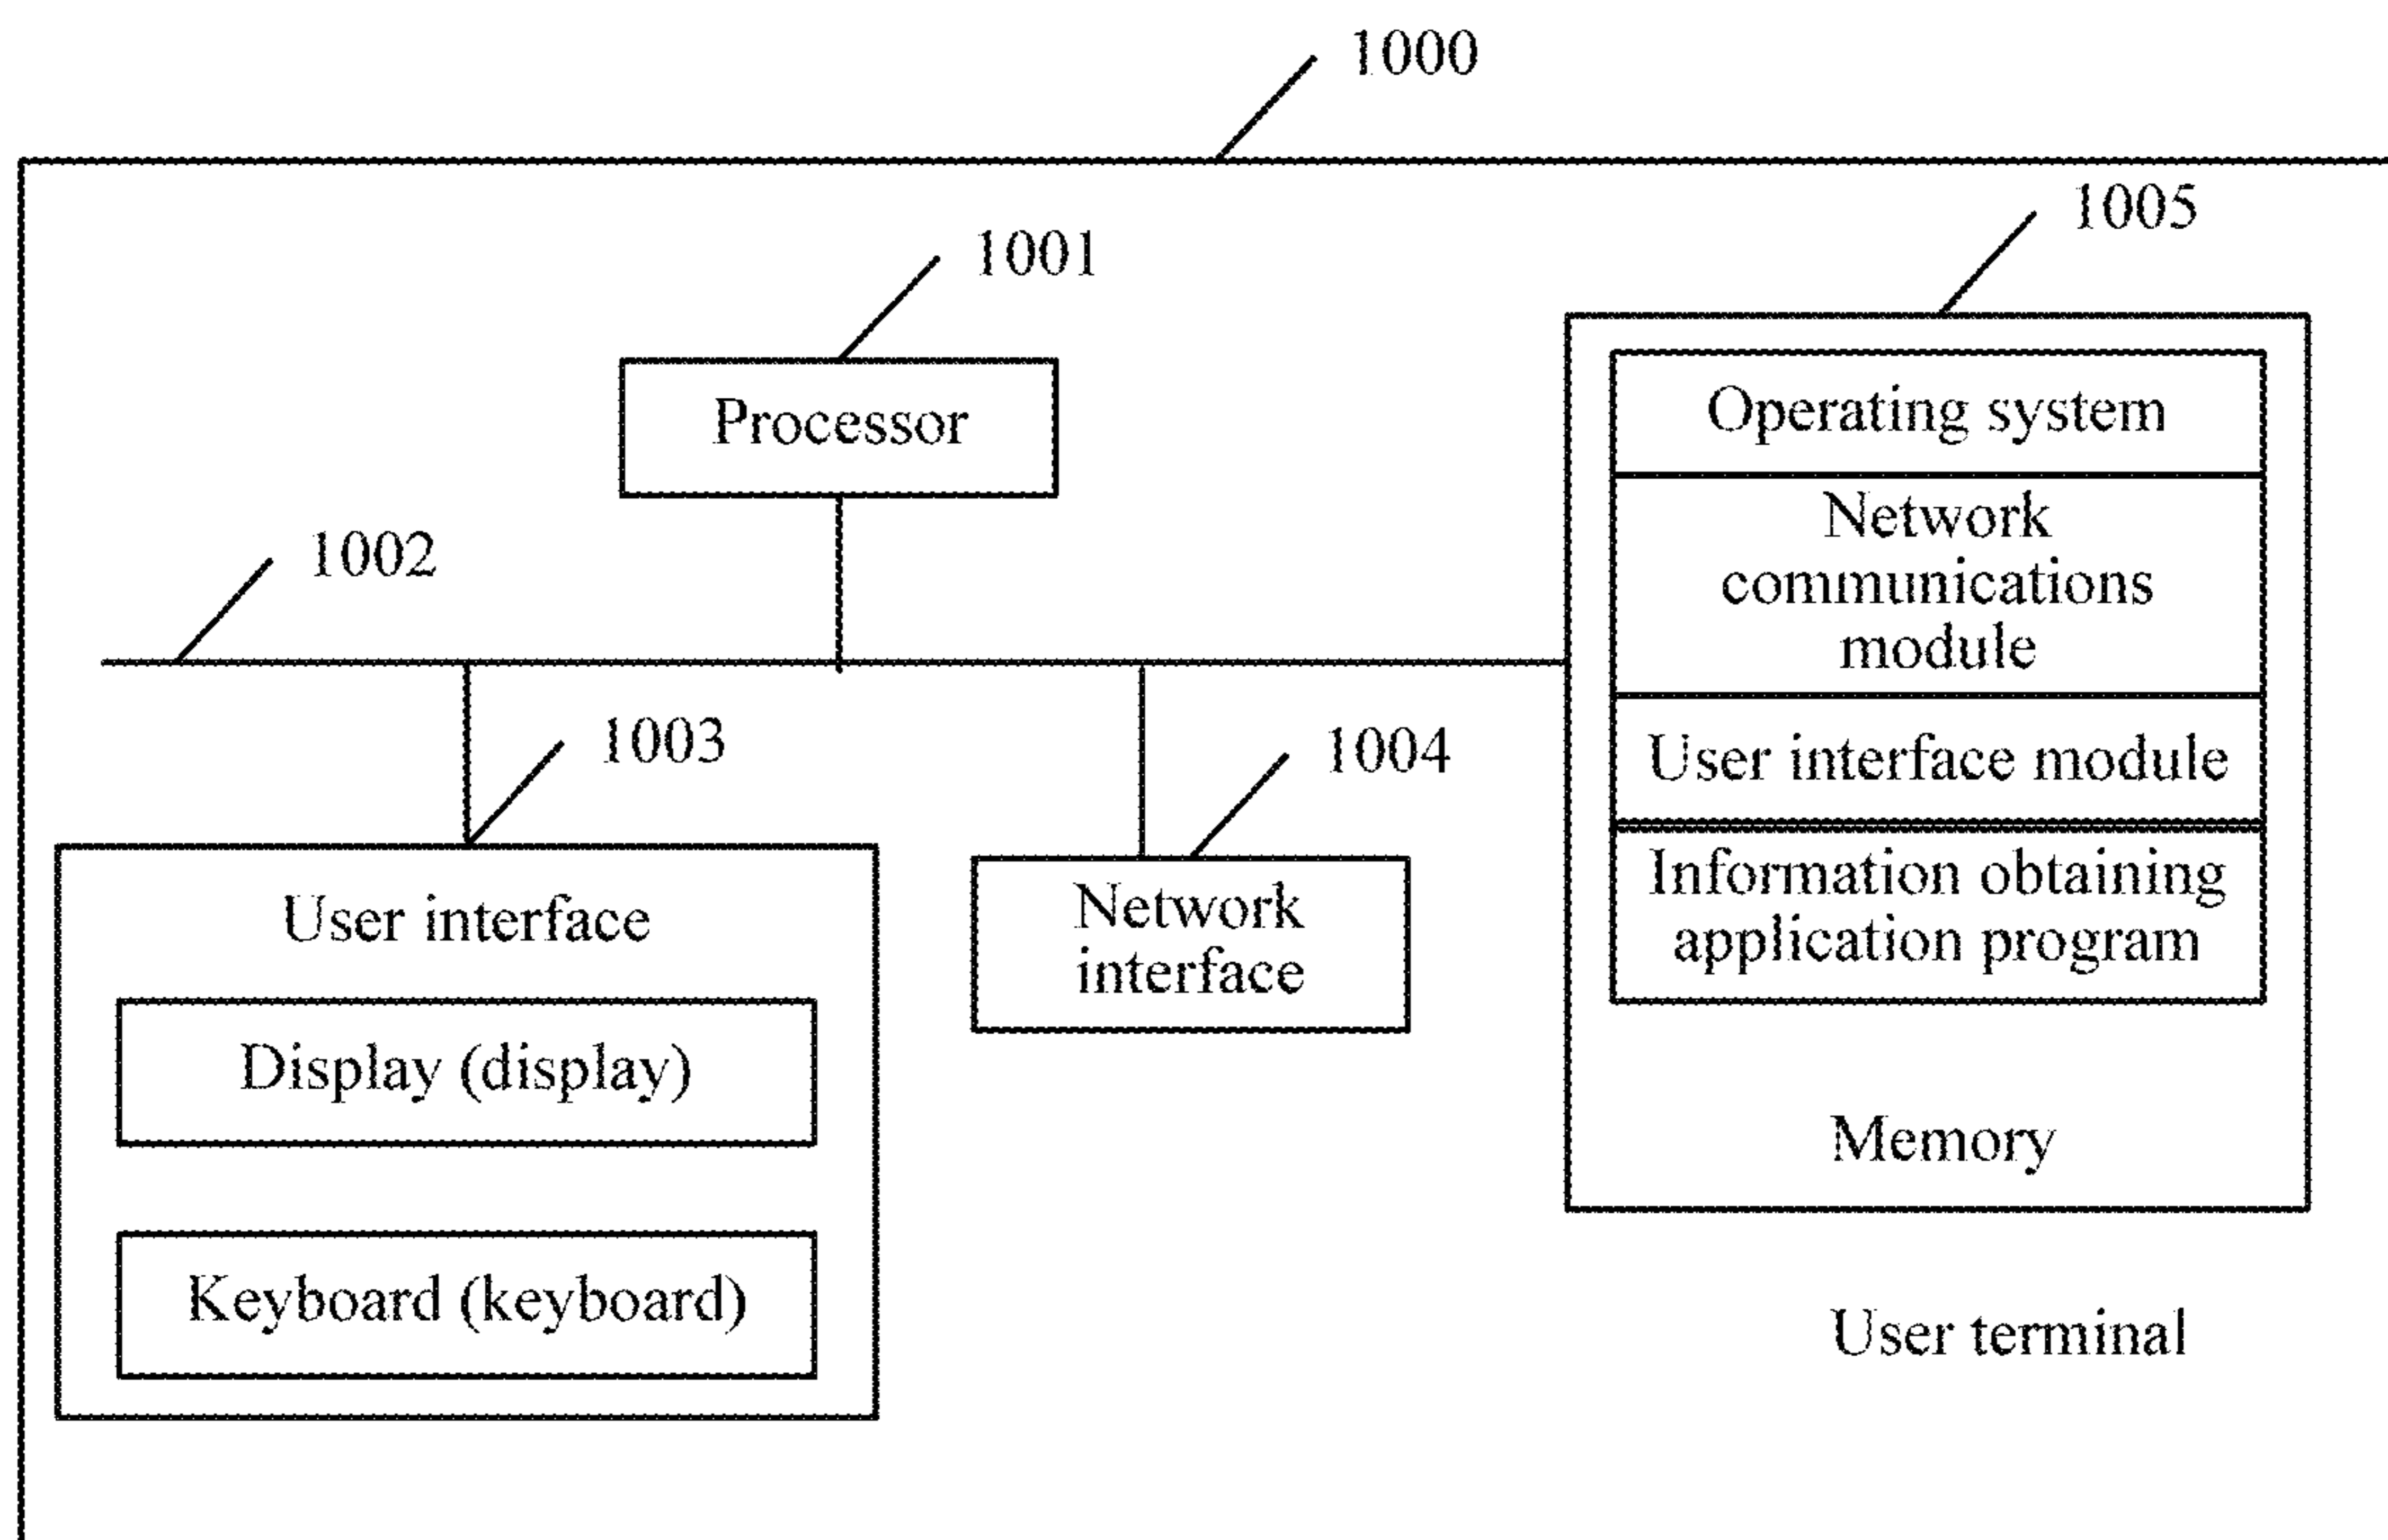 1000
1005
1001
Processor
Operating system
Network
communications
module
User interface module
Information obtaining
application program
Memory
1002
1003
1004
User interface
Display (display)
Keyboard (keyboard)
Network
interface
User terminal